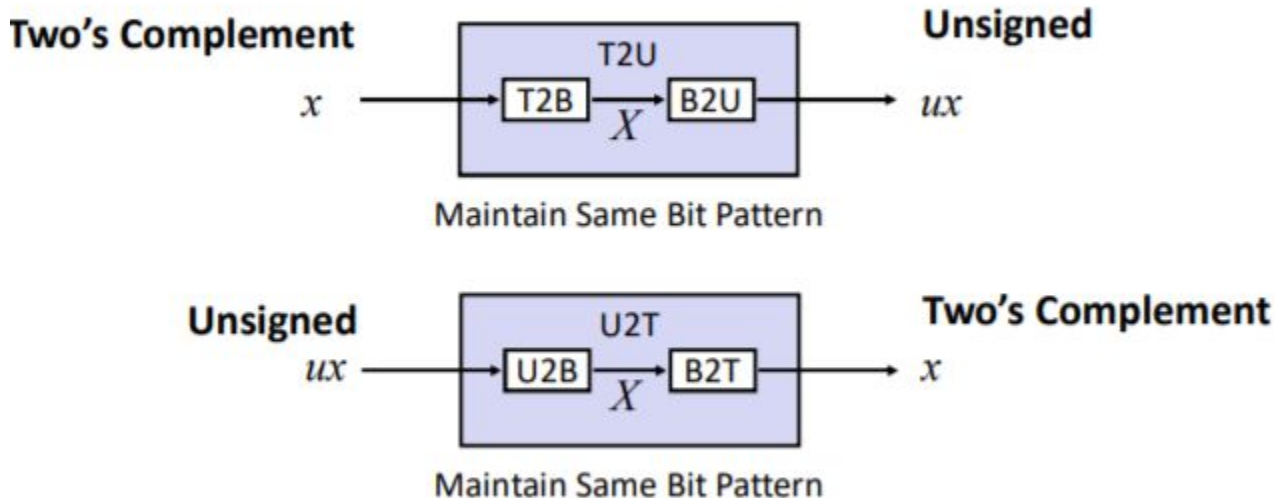 Two's Complement
Unsigned
T2U
x
T2B
X
B2U
ux
Maintain Same Bit Pattern
Unsigned
Two's Complement
U2T
ux
U2B
X
B2T
x
Maintain Same Bit Pattern